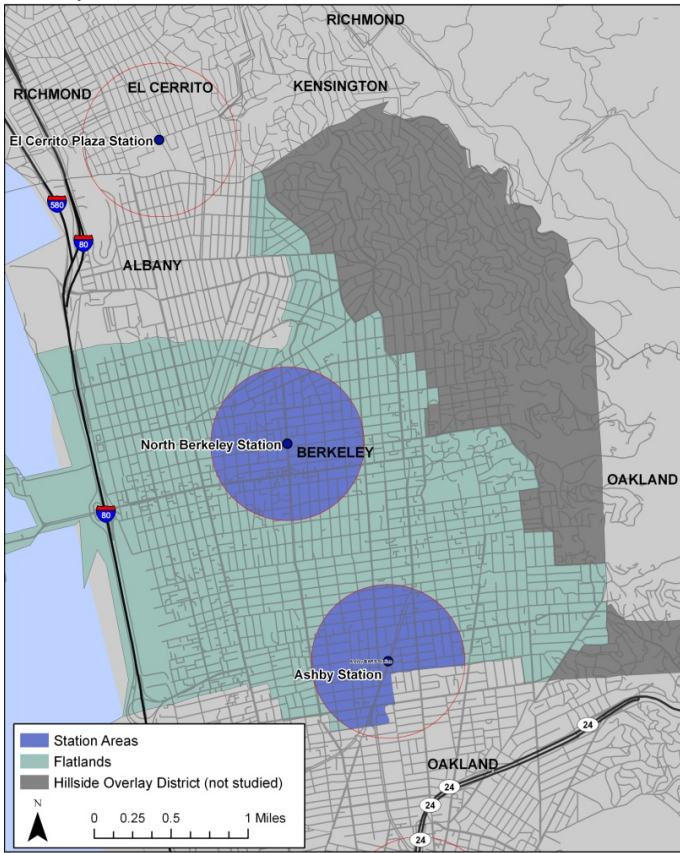 RICHMOND
RICHMOND
EL CERRITO
KENSINGTON
El Cerrito Plaza Station
580
80
ALBANY
North Berkeley Station
BERKELEY
OAKLAND
80
Ashby Station
24
OAKLAND
24
24
24
Station Areas
Flatlands
Hillside Overlay District (not studied)
N
0 0.25 0.5 1 Miles